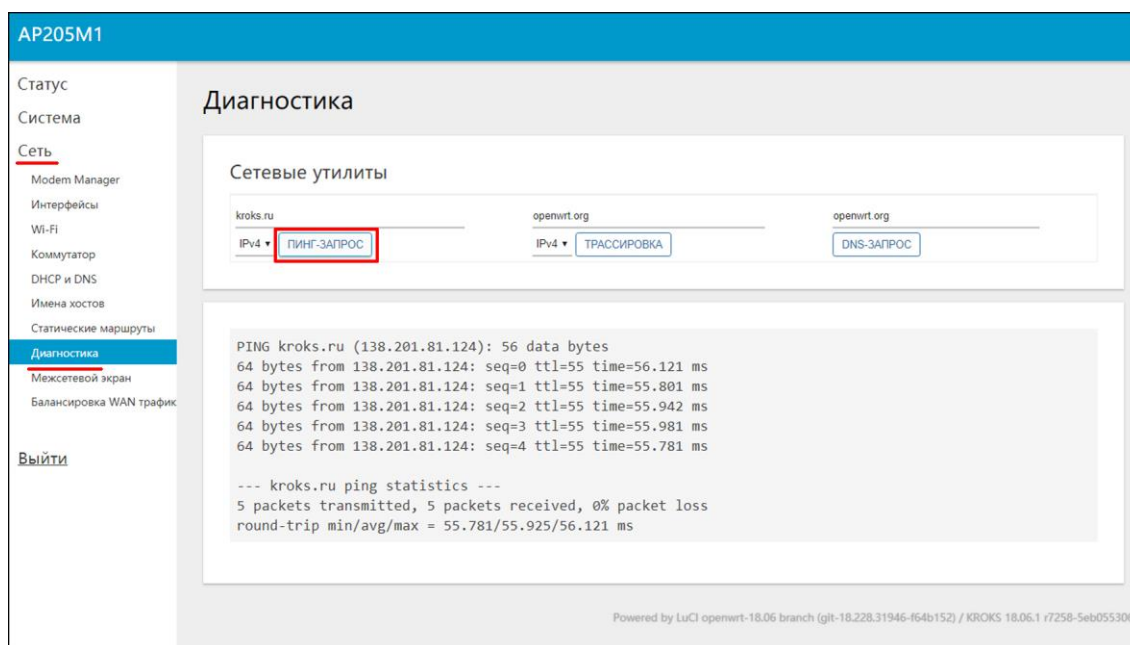 AP205M1
Статус
Система
Сеть
Modem Manager
Интерфейсы
Wi-Fi
Коммутатор
DHCP и DNS
Имена хостов
Статические маршруты
Диагностика
Межсетевой экран
Балансировка WAN трафик
Выйти
Диагностика
Сетевые утилиты
kroks.ru openwrt.org openwrt.org
IPv4 ПИНГ-ЗАПРОС IPv4 ТРАССИРОВКА DNS-ЗАПРОС
PING kroks.ru (138.201.81.124): 56 data bytes
64 bytes from 138.201.81.124: seq=0 ttl=55 time=56.121 ms
64 bytes from 138.201.81.124: seq=1 ttl=55 time=55.801 ms
64 bytes from 138.201.81.124: seq=2 ttl=55 time=55.942 ms
64 bytes from 138.201.81.124: seq=3 ttl=55 time=55.981 ms
64 bytes from 138.201.81.124: seq=4 ttl=55 time=55.781 ms
--- kroks.ru ping statistics ---
5 packets transmitted, 5 packets received, 0% packet loss
round-trip min/avg/max = 55.781/55.925/56.121 ms
Powered by LuCI openwrt-18.06 branch (git-18.228.31946-f64b152) / KROKS 18.06.1 r7258-5eb055306